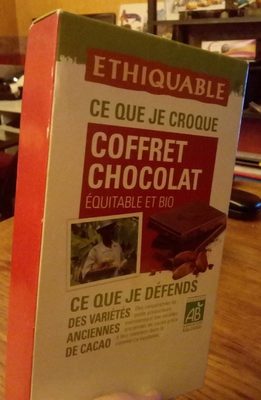 ETHIQUABLE
CE QUE JE CROQUE
COFFRET
CHOCOLAT
ÉQUITABLE ET BIO
CE QUE JE DÉFENDS
DES VARIÉTÉS
ANCIENNES
DE CACAO
AB